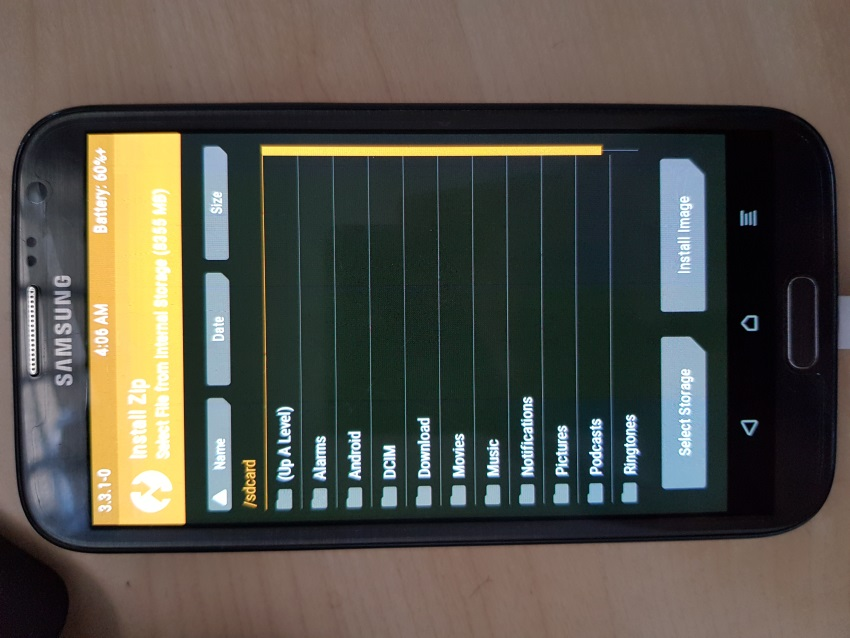 SAMSUNG
3.3.1-0 4:06 AM Battery: 60%+
Install Zip
Select File from Internal Storage (8355 MB)
Name Date Size
/sdcard
(Up A Level)
Alarms
Android
DCIM
Download
Movies
Music
Notifications
Pictures
Podcasts
Ringtones
Select Storage Install Image